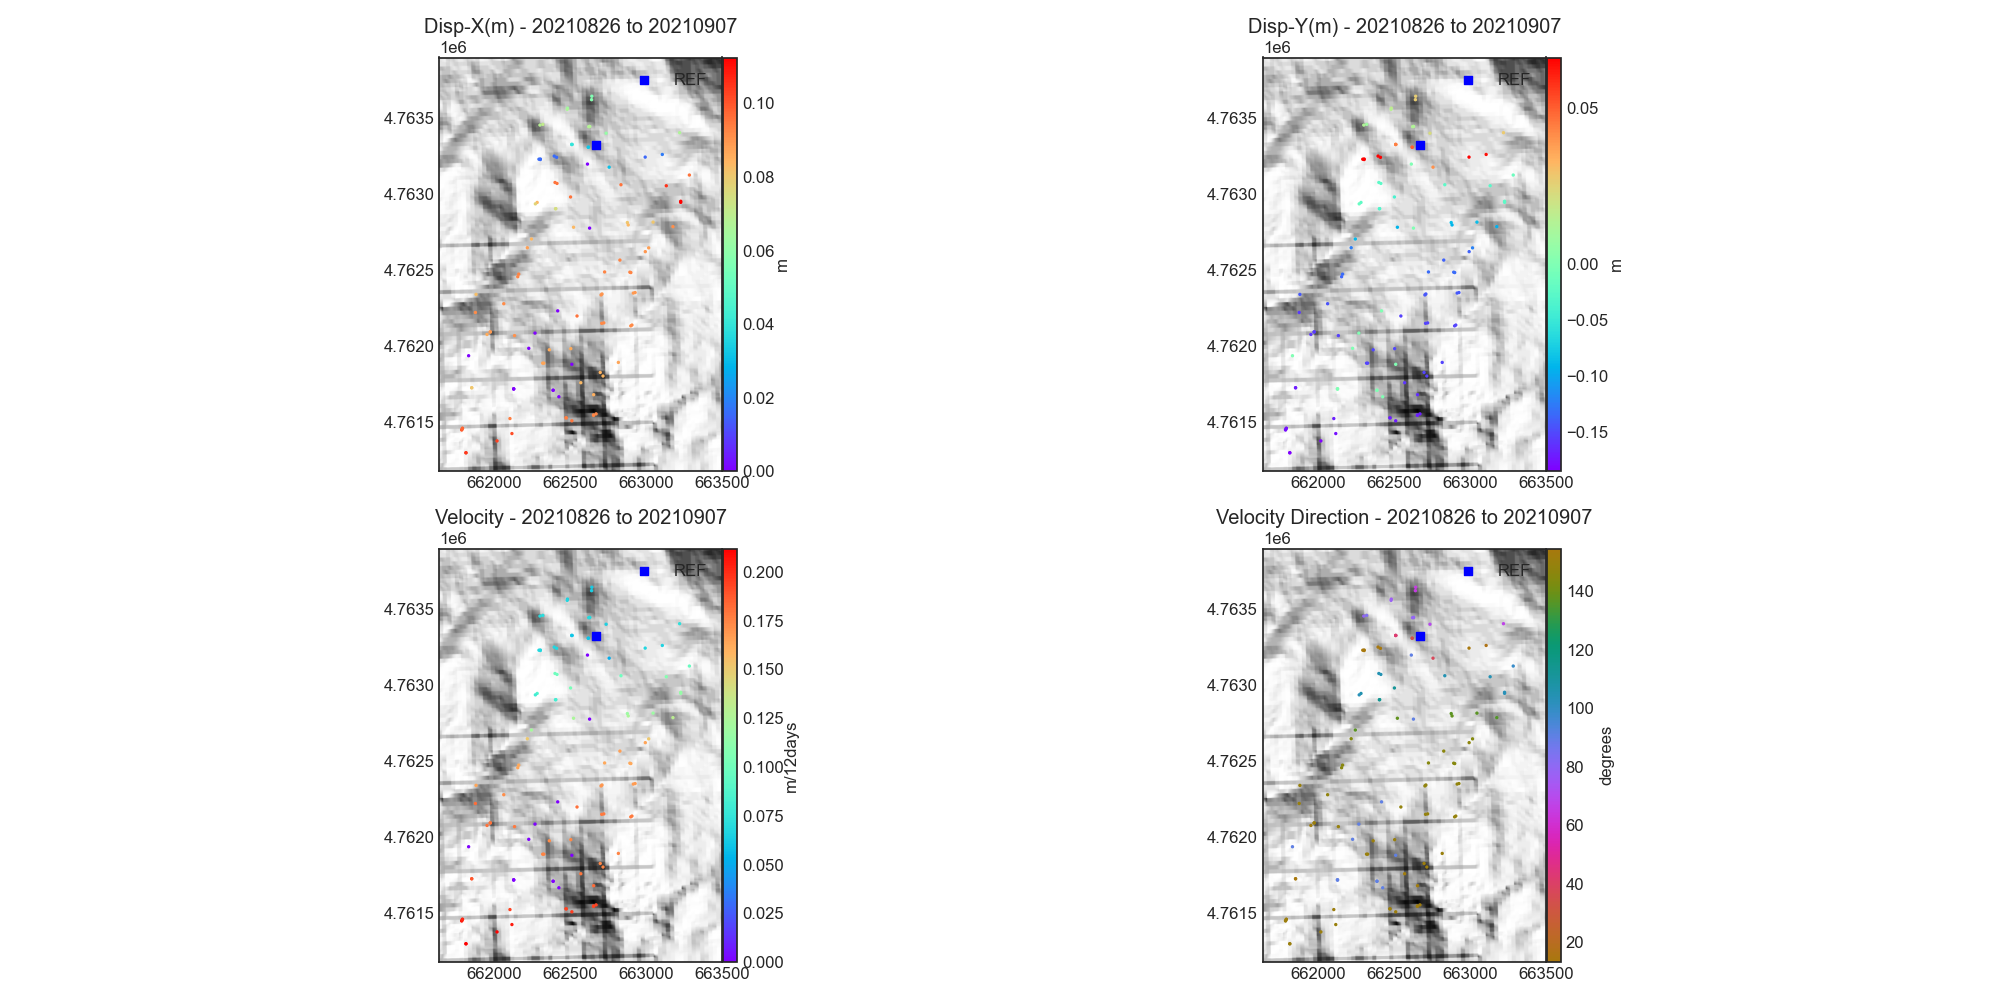 Disp-X(m) - 20210826 to 20210907
1e6
REF
4.7635
4.7630
4.7625
4.7620
4.7615
662000 662500 663000 663500
0.10
0.08
0.06
0.04
0.02
0.00
m
Disp-Y(m) - 20210826 to 20210907
1e6
REF
4.7635
4.7630
4.7625
4.7620
4.7615
662000 662500 663000 663500
0.05
0.00
−0.05
−0.10
−0.15
m
Velocity - 20210826 to 20210907
1e6
REF
4.7635
4.7630
4.7625
4.7620
4.7615
662000 662500 663000 663500
0.200
0.175
0.150
0.125
0.100
0.075
0.050
0.025
0.000
m/12days
Velocity Direction - 20210826 to 20210907
1e6
REF
4.7635
4.7630
4.7625
4.7620
4.7615
662000 662500 663000 663500
140
120
100
80
60
40
20
degrees